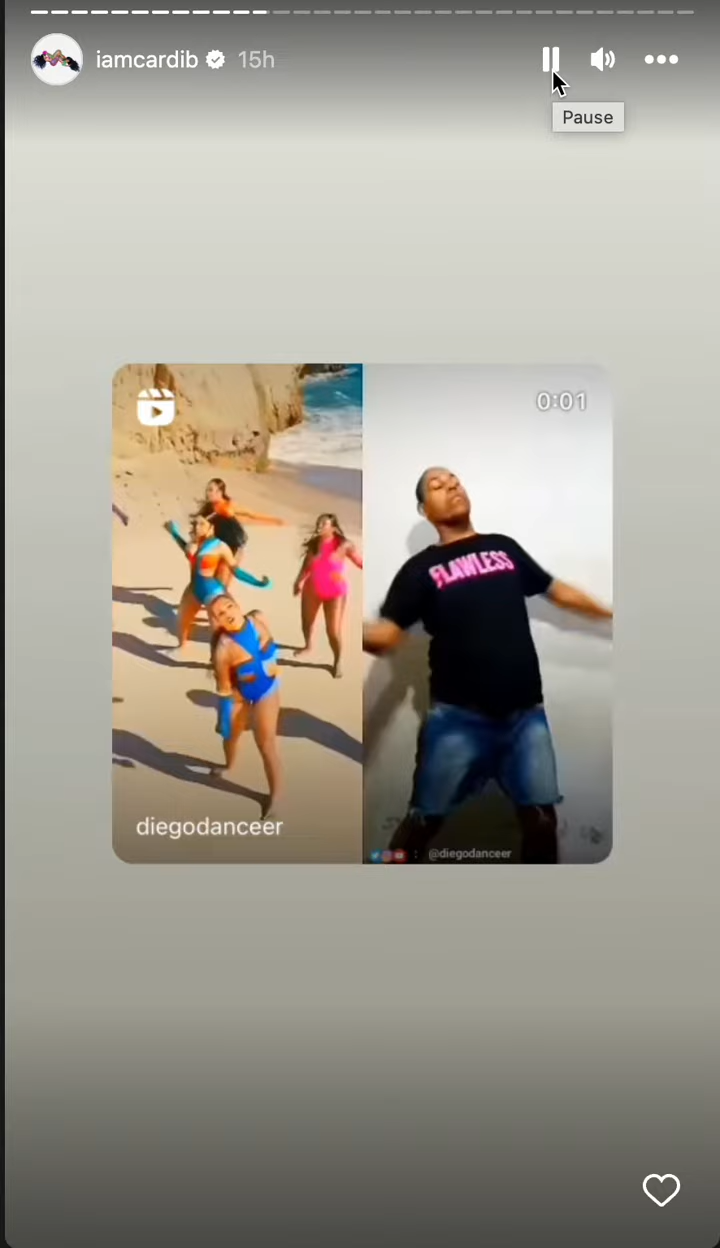 iamcardib 15h
Pause
0:01
FLAWLESS
diegodanceer
: @diegodanceer